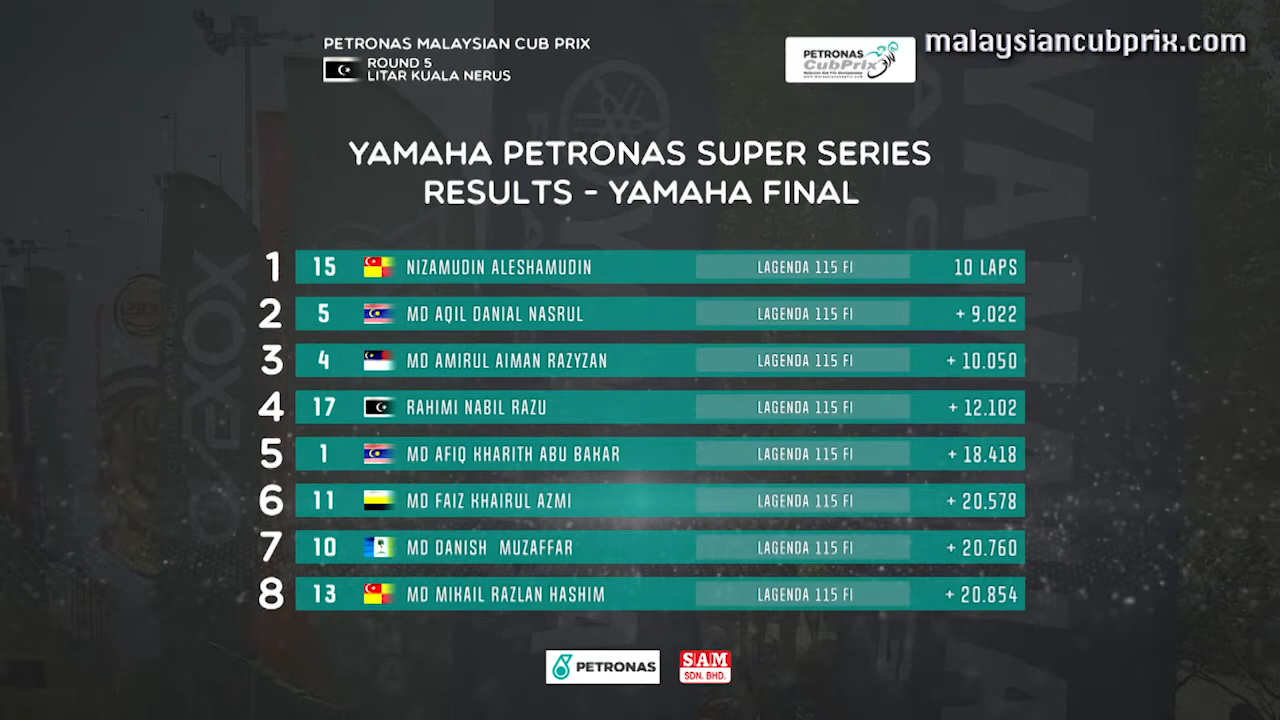 PETRONAS MALAYSIAN CUB PRIX
ROUND 5
LITAR KUALA NERUS
PETRONAS
CubPrix
malaysiancubprix.com
YAMAHA PETRONAS SUPER SERIES
RESULTS - YAMAHA FINAL
1 15 NIZAMUDIN ALESHAMUDIN LAGENDA 115 FI 10 LAPS
2 5 MD AQIL DANIAL NASRUL LAGENDA 115 FI + 9.022
3 4 MD AMIRUL AIMAN RAZYZAN LAGENDA 115 FI + 10.050
4 17 RAHIMI NABIL RAZU LAGENDA 115 FI + 12.102
5 1 MD AFIQ KHARITH ABU BAKAR LAGENDA 115 FI + 18.418
6 11 MD FAIZ KHAIRUL AZMI LAGENDA 115 FI + 20.578
7 10 MD DANISH MUZAFFAR LAGENDA 115 FI + 20.760
8 13 MD MIKAIL RAZLAN HASHIM LAGENDA 115 FI + 20.854
PETRONAS
SAM
SDN. BHD.